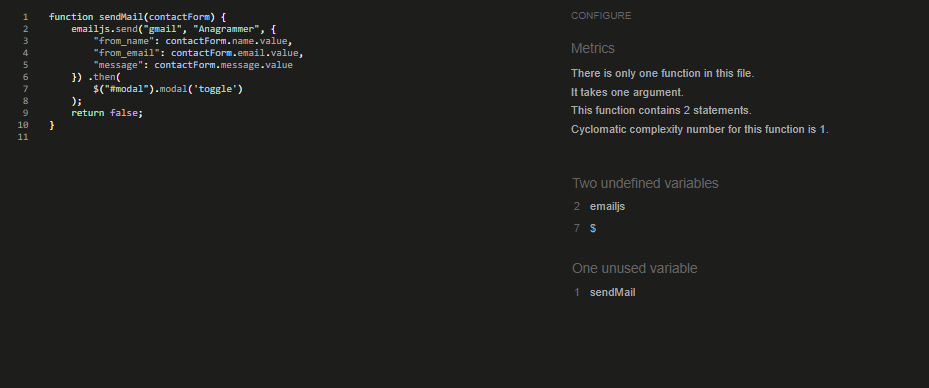 1 function sendMail(contactForm) {
2 emailjs.send("gmail", "Anagrammer", {
3 "from_name": contactForm.name.value,
4 "from_email": contactForm.email.value,
5 "message": contactForm.message.value
6 }) .then(
7 $("#modal").modal('toggle')
8 );
9 return false;
10 }
11
CONFIGURE
Metrics
There is only one function in this file.
It takes one argument.
This function contains 2 statements.
Cyclomatic complexity number for this function is 1.
Two undefined variables
2 emailjs
7 $
One unused variable
1 sendMail